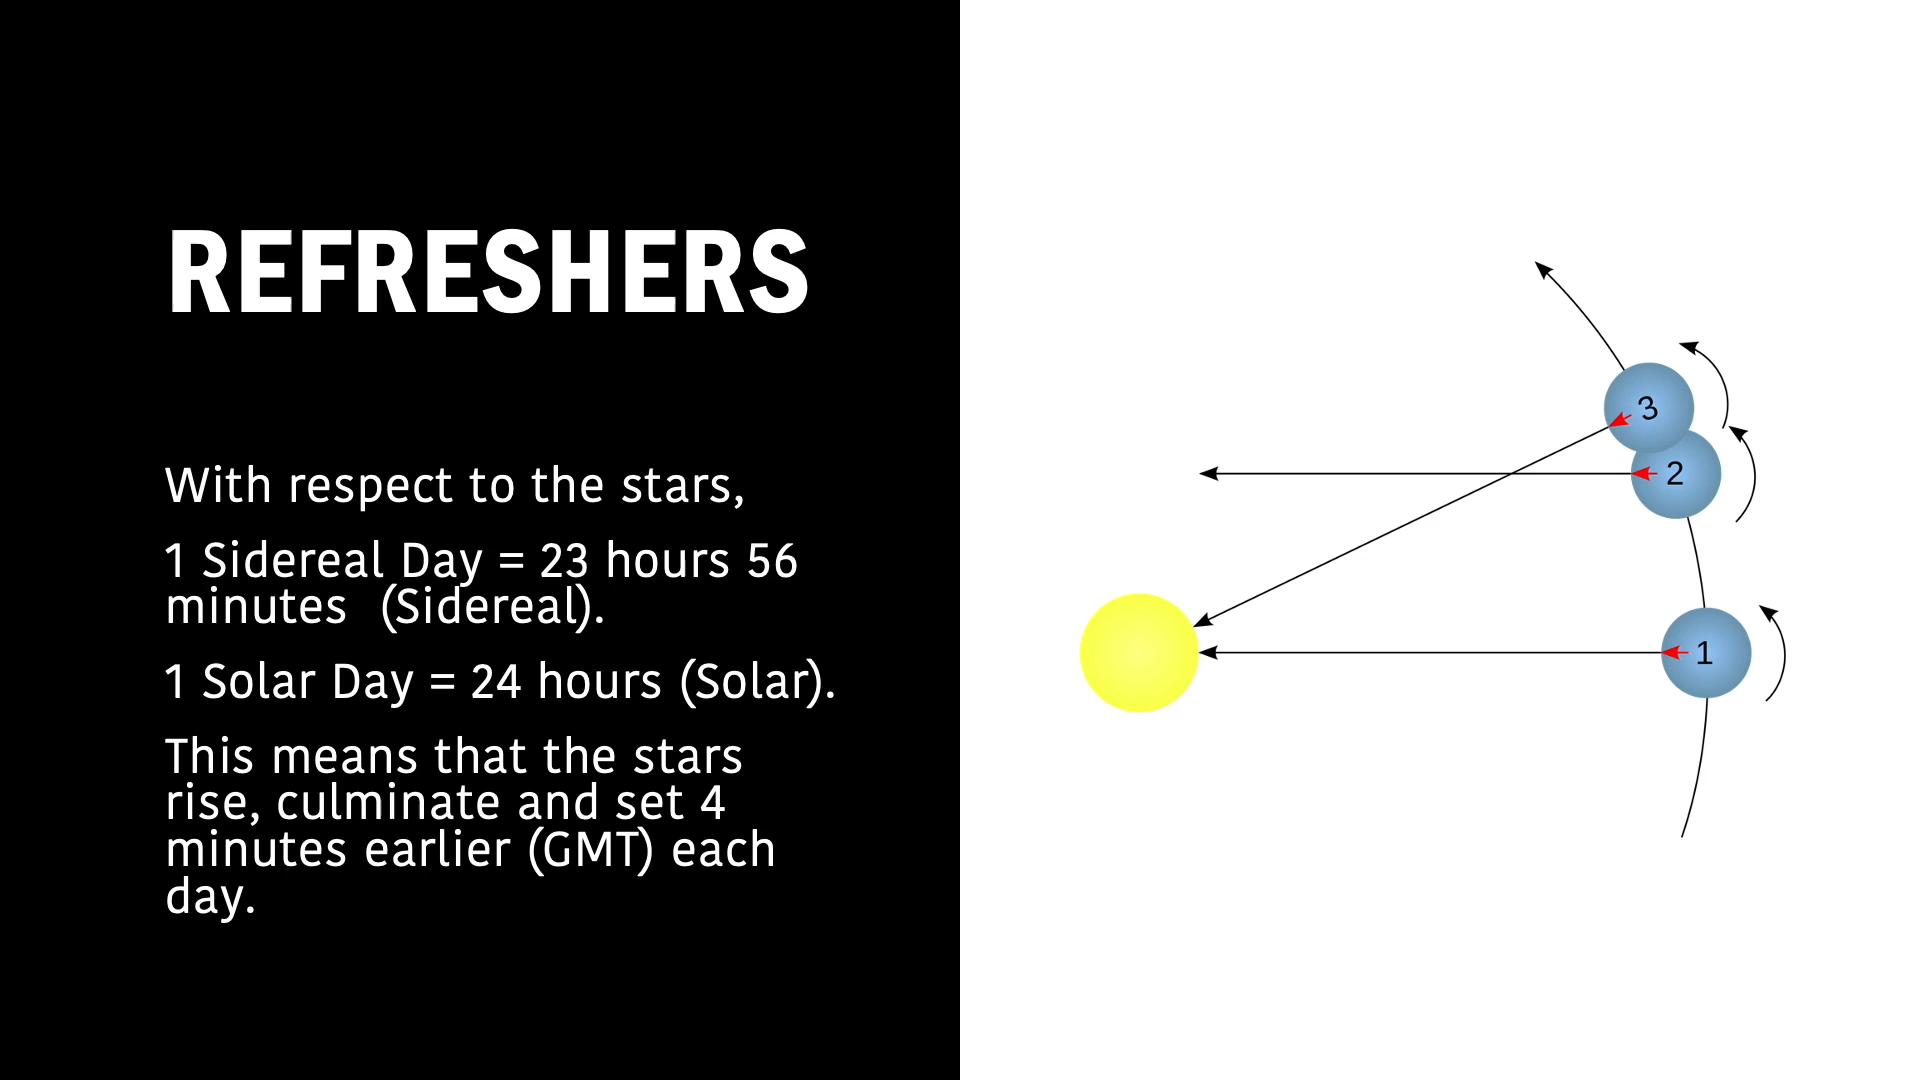 REFRESHERS
With respect to the stars,
1 Sidereal Day = 23 hours 56
minutes  (Sidereal).
1 Solar Day = 24 hours (Solar).
This means that the stars
rise, culminate and set 4
minutes earlier (GMT) each
day.
3
2
1